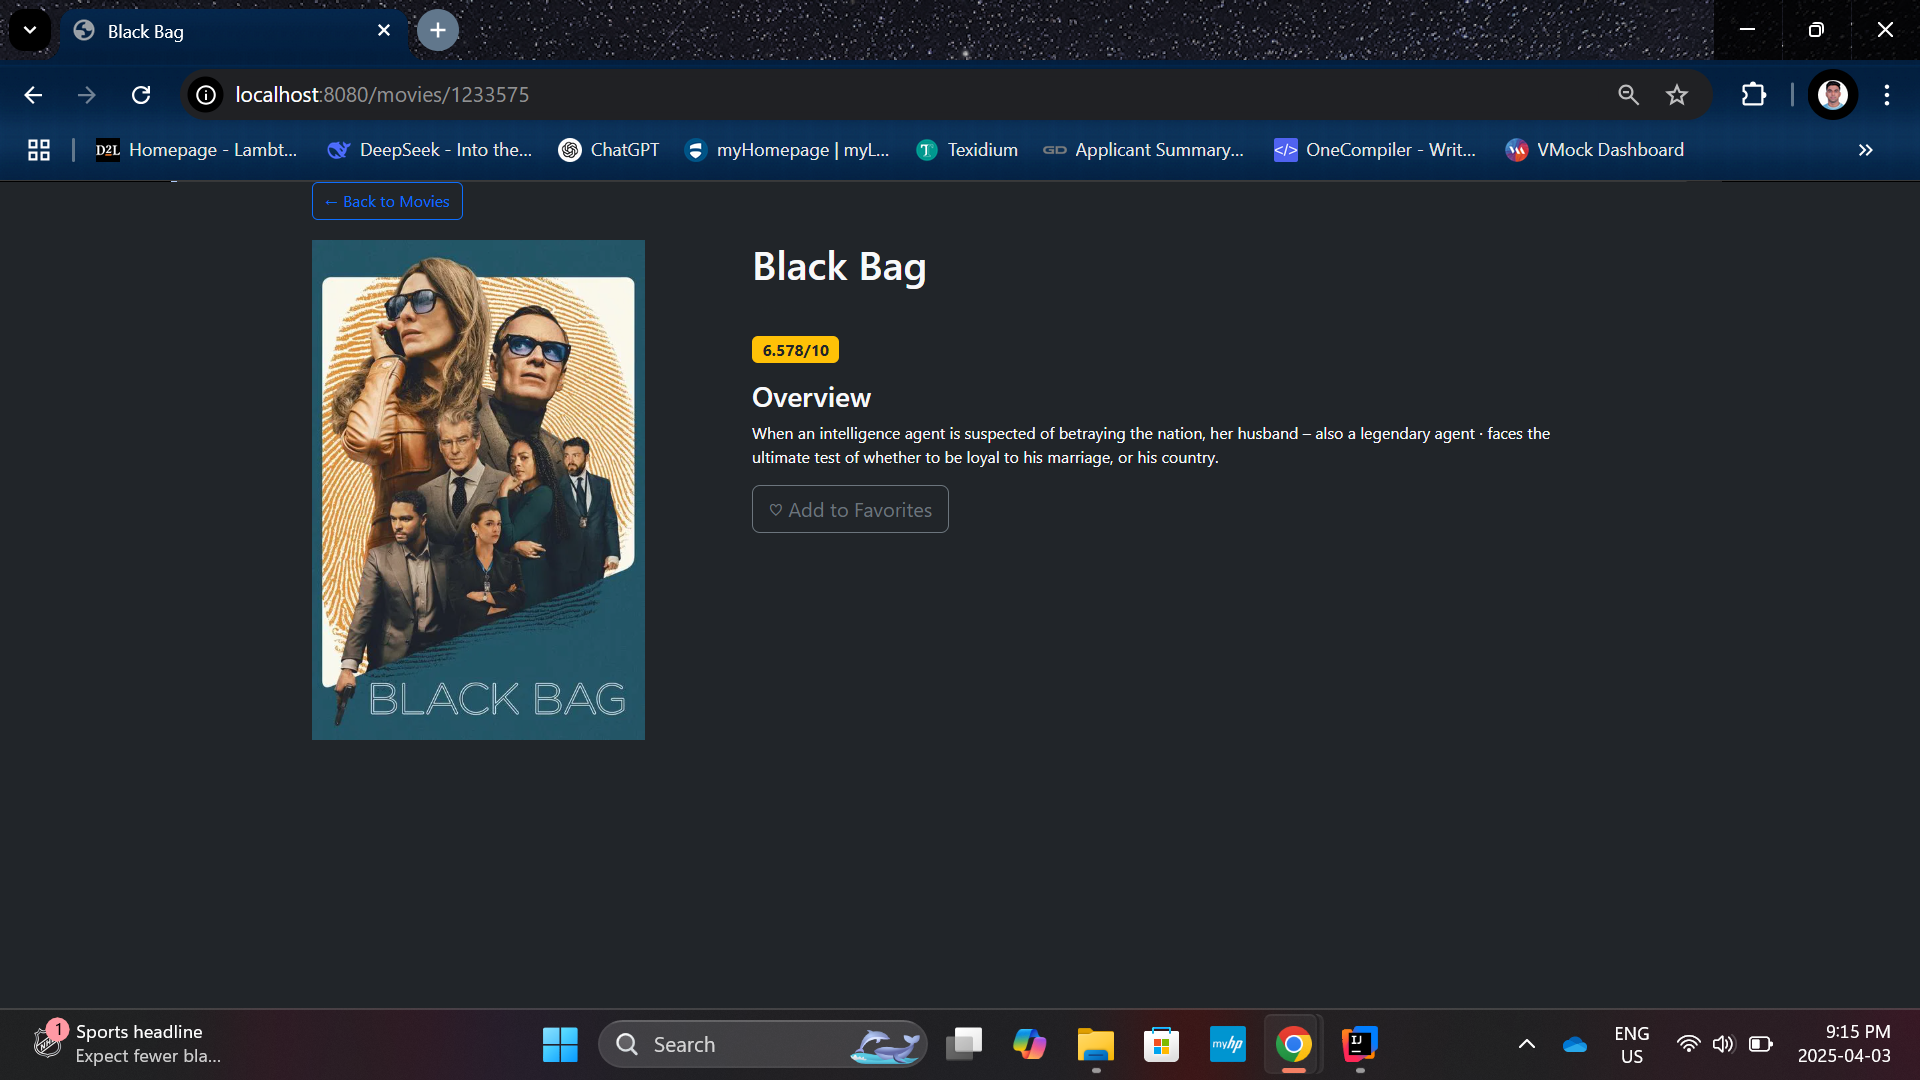 Black Bag
localhost:8080/movies/1233575
D2L Homepage - Lambt...
DeepSeek - Into the...
ChatGPT
myHomepage | myL...
Texidium
GD Applicant Summary...
</> OneCompiler - Writ...
VMock Dashboard
← Back to Movies
Black Bag
6.578/10
Overview
When an intelligence agent is suspected of betraying the nation, her husband – also a legendary agent · faces the
ultimate test of whether to be loyal to his marriage, or his country.
♡ Add to Favorites
BLACK BAG
1
Sports headline
Expect fewer bla...
Search
myhp
IJ
ENG
US
9:15 PM
2025-04-03